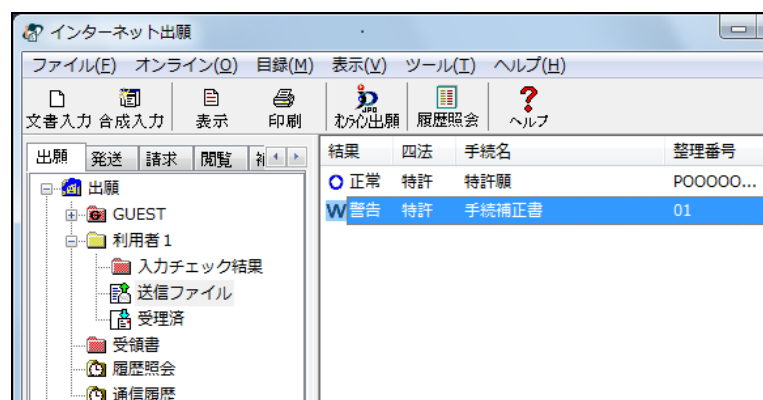 インターネット出願
ファイル(F) オンライン(O) 目録(M) 表示(V) ツール(T) ヘルプ(H)
文書入力 合成入力 表示 印刷 オンライン出願 履歴照会 ヘルプ
出願 発送 請求 閲覧
結果 四法 手続名 整理番号
出願
正常 特許 特許願 POOOOO...
GUEST
W 警告 特許 手続補正書 01
利用者1
入力チェック結果
送信ファイル
受理済
受領書
履歴照会
通信履歴